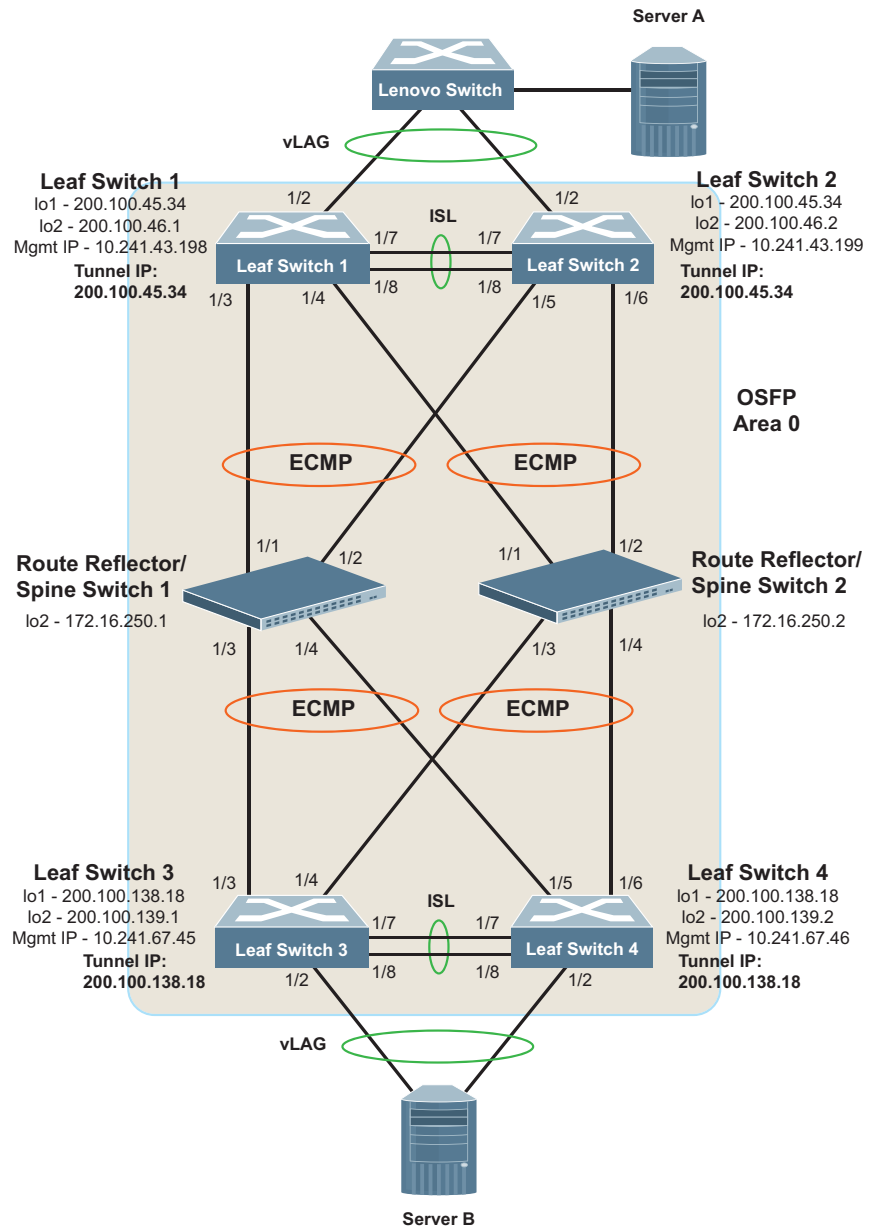 Server A
Lenovo Switch
vLAG
Leaf Switch 1
lo1 - 200.100.45.34
lo2 - 200.100.46.1
Mgmt IP - 10.241.43.198
Tunnel IP:
200.100.45.34
Leaf Switch 2
lo1 - 200.100.45.34
lo2 - 200.100.46.2
Mgmt IP - 10.241.43.199
Tunnel IP:
200.100.45.34
1/2
1/2
ISL
1/7
1/7
Leaf Switch 1
Leaf Switch 2
1/8
1/8
1/3
1/4
1/5
1/6
OSFP
Area 0
ECMP
ECMP
1/1
1/2
1/1
1/2
Route Reflector/
Spine Switch 1
lo2 - 172.16.250.1
Route Reflector/
Spine Switch 2
lo2 - 172.16.250.2
1/3
1/4
1/3
1/4
ECMP
ECMP
Leaf Switch 3
lo1 - 200.100.138.18
lo2 - 200.100.139.1
Mgmt IP - 10.241.67.45
Tunnel IP:
200.100.138.18
Leaf Switch 4
lo1 - 200.100.138.18
lo2 - 200.100.139.2
Mgmt IP - 10.241.67.46
Tunnel IP:
200.100.138.18
1/3
1/4
1/5
1/6
ISL
1/7
1/7
Leaf Switch 3
Leaf Switch 4
1/8
1/8
1/2
1/2
vLAG
Server B